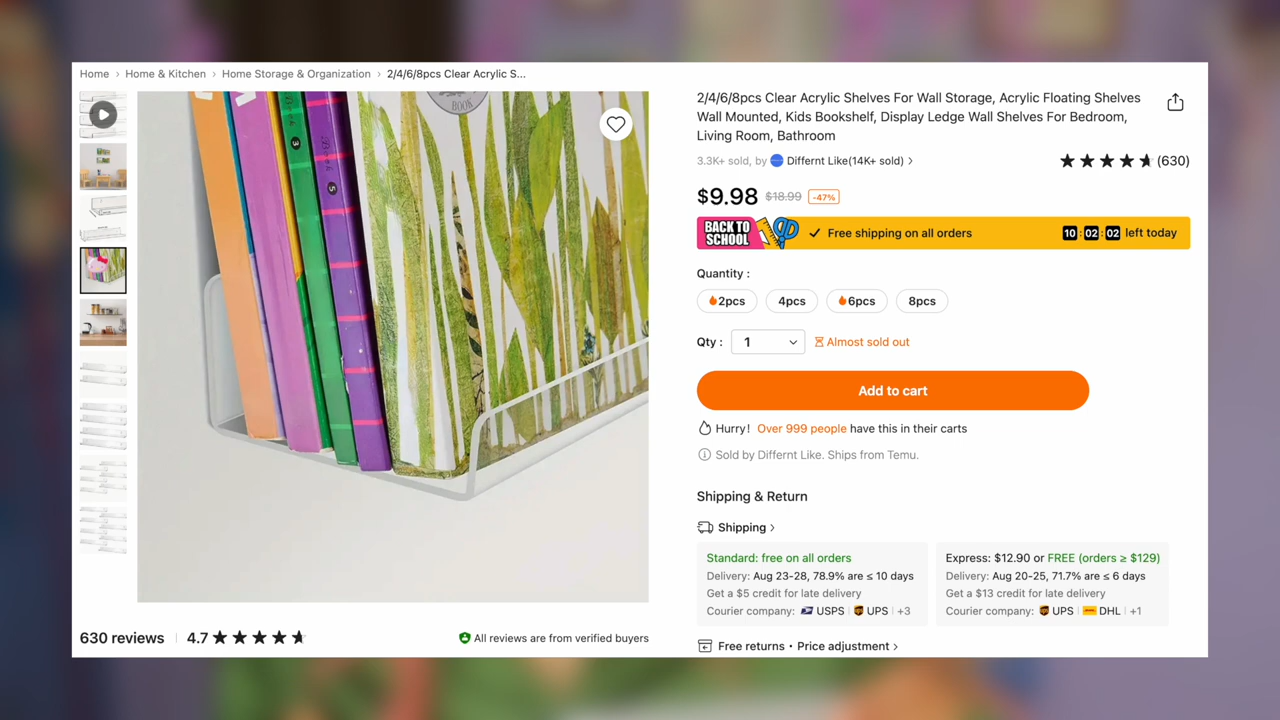 Home > Home & Kitchen > Home Storage & Organization > 2/4/6/8pcs Clear Acrylic S...
BOOK
3
5
2/4/6/8pcs Clear Acrylic Shelves For Wall Storage, Acrylic Floating Shelves
Wall Mounted, Kids Bookshelf, Display Ledge Wall Shelves For Bedroom,
Living Room, Bathroom
3.3K+ sold, by Differnt Like(14K+ sold) >
(630)
$9.98 $18.99 -47%
BACK TO
SCHOOL
Free shipping on all orders
10:02:02 left today
Quantity :
2pcs 4pcs 6pcs 8pcs
Qty : 1 Almost sold out
Add to cart
Hurry! Over 999 people have this in their carts
Sold by Differnt Like. Ships from Temu.
Shipping & Return
Shipping >
Standard: free on all orders
Delivery: Aug 23-28, 78.9% are ≤ 10 days
Get a $5 credit for late delivery
Courier company: USPS | UPS | +3
Express: $12.90 or FREE (orders ≥ $129)
Delivery: Aug 20-25, 71.7% are ≤ 6 days
Get a $13 credit for late delivery
Courier company: UPS | DHL | +1
Free returns • Price adjustment >
630 reviews | 4.7
All reviews are from verified buyers